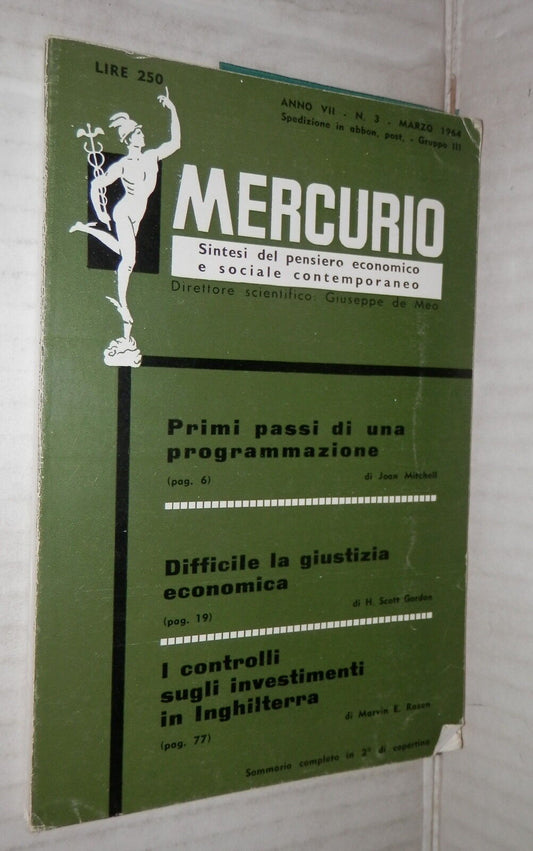 LIRE 250
ANNO VII - N. 3 - MARZO 1964
Spedizione in abbon. post. - Gruppo III
MERCURIO
Sintesi del pensiero economico
e sociale contemporaneo
Direttore scientifico: Giuseppe de Meo
Primi passi di una
programmazione
(pag. 6) di Joan Mitchell
Difficile la giustizia
economica
(pag. 19) di H. Scott Gordon
I controlli
sugli investimenti
in Inghilterra
(pag. 77) di Marvin E. Rozen
Sommario completo in 2ª di copertina